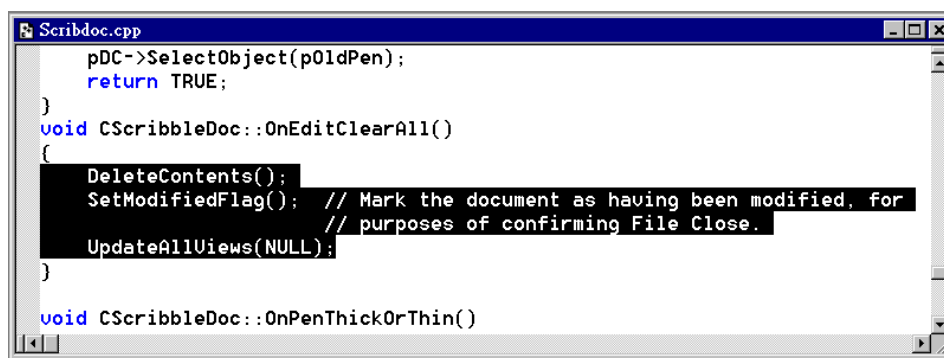 Scribdoc.cpp
pDC->SelectObject(pOldPen);
return TRUE;
}
void CScribbleDoc::OnEditClearAll()
{
DeleteContents();
SetModifiedFlag();  // Mark the document as having been modified, for
// purposes of confirming File Close.
UpdateAllViews(NULL);
}
void CScribbleDoc::OnPenThickOrThin()